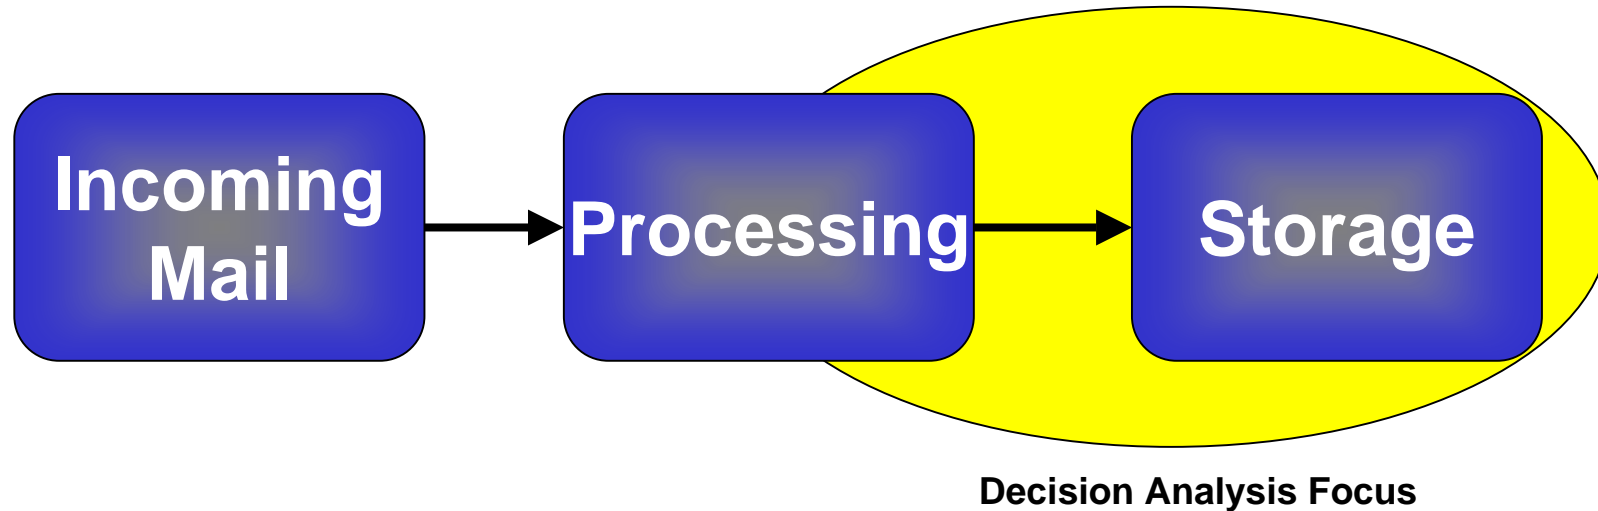 Incoming
Mail
Processing
Storage
Decision Analysis Focus